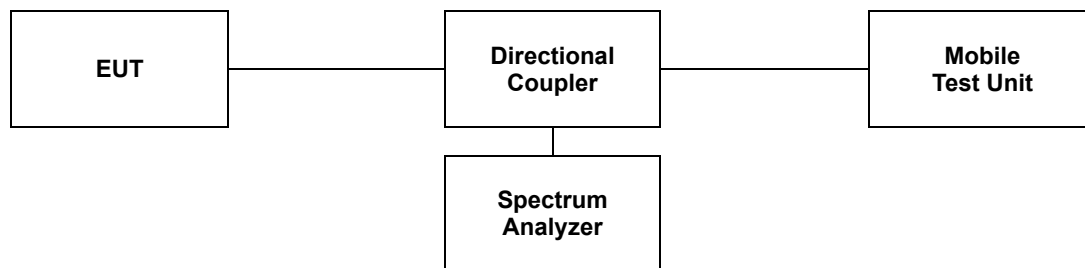 EUT
Directional
Coupler
Mobile
Test Unit
Spectrum
Analyzer